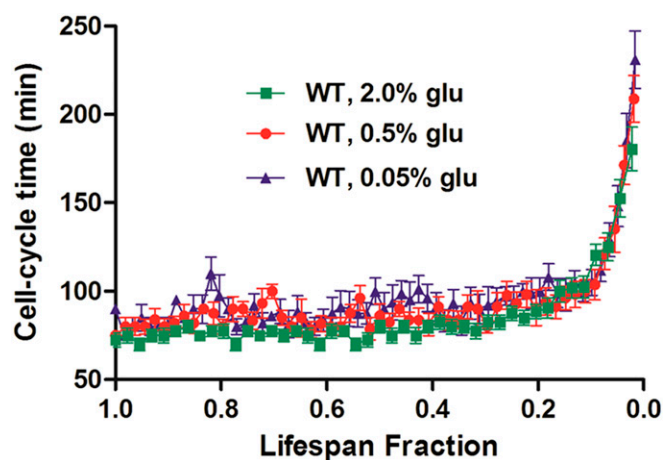 250
200
150
100
50
Cell-cycle time (min)
WT, 2.0% glu
WT, 0.5% glu
WT, 0.05% glu
1.0 0.8 0.6 0.4 0.2 0.0
Lifespan Fraction